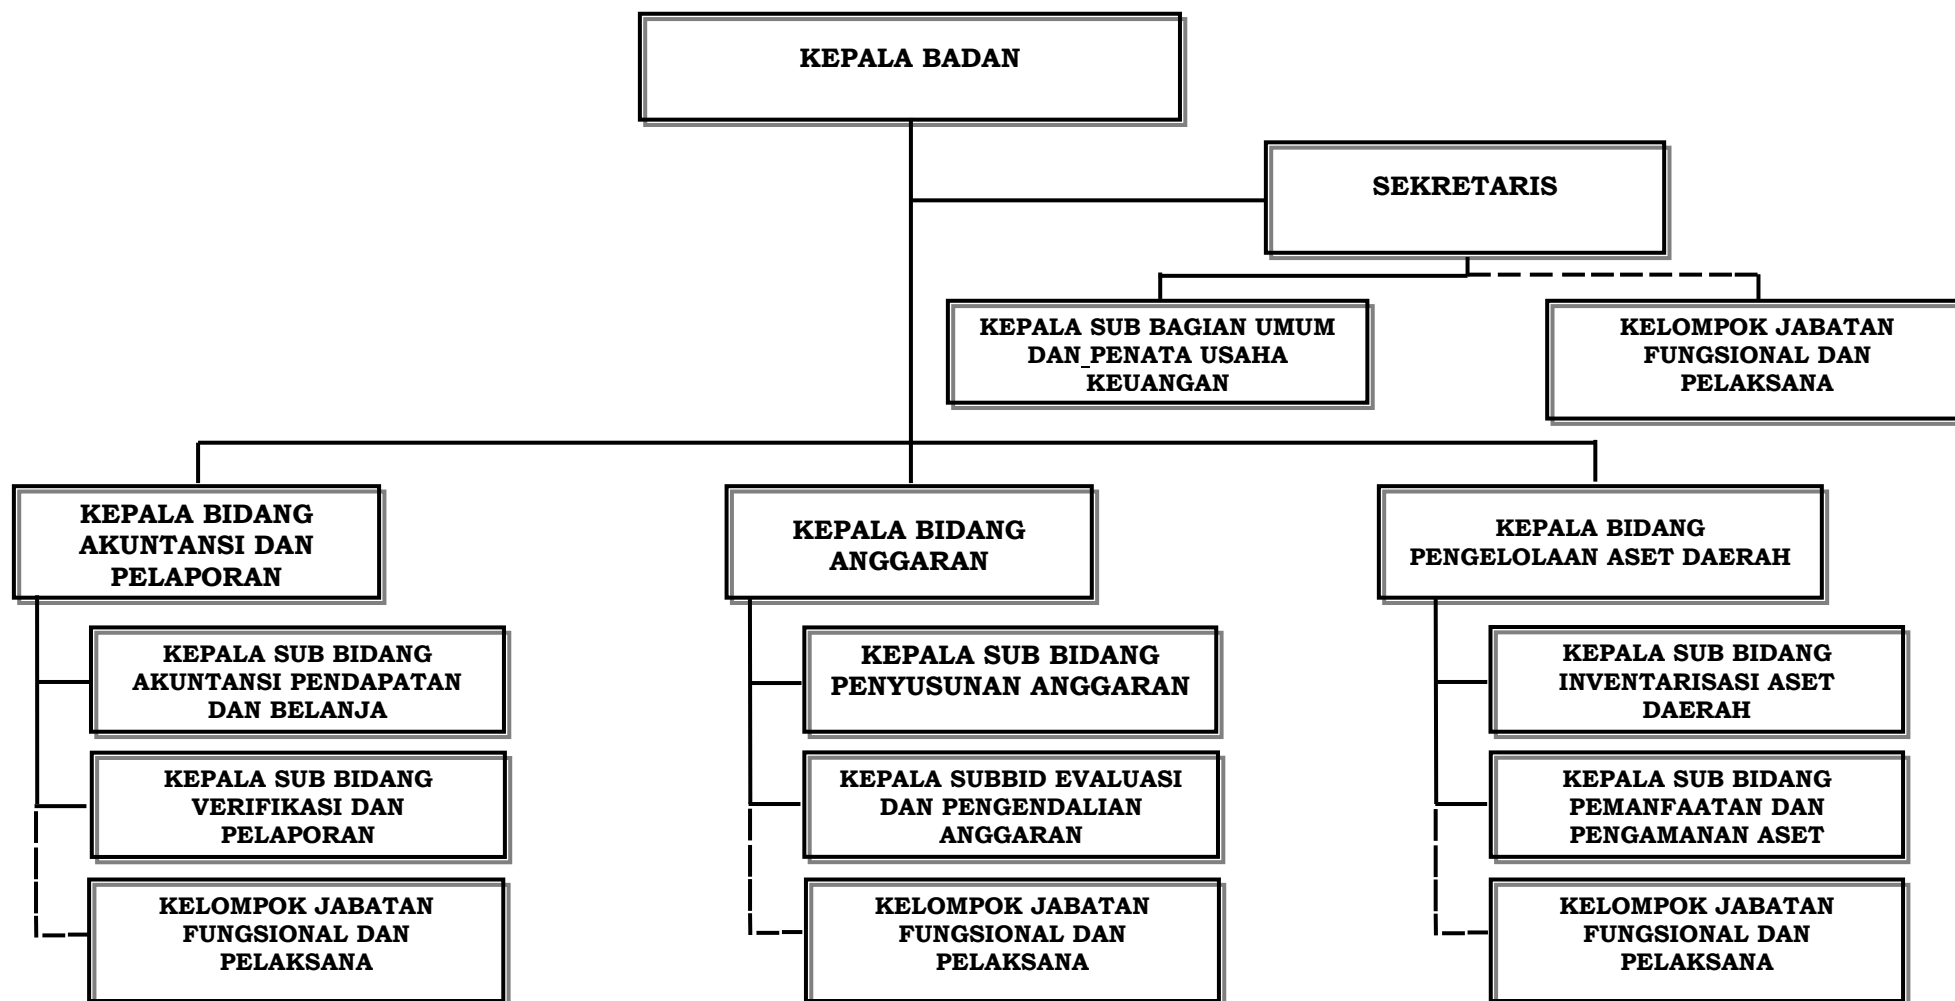 KEPALA BADAN
SEKRETARIS
KEPALA SUB BAGIAN UMUM
DAN PENATA USAHA
KEUANGAN
KELOMPOK JABATAN
FUNGSIONAL DAN
PELAKSANA
KEPALA BIDANG
AKUNTANSI DAN
PELAPORAN
KEPALA SUB BIDANG
AKUNTANSI PENDAPATAN
DAN BELANJA
KEPALA SUB BIDANG
VERIFIKASI DAN
PELAPORAN
KELOMPOK JABATAN
FUNGSIONAL DAN
PELAKSANA
KEPALA BIDANG
ANGGARAN
KEPALA SUB BIDANG
PENYUSUNAN ANGGARAN
KEPALA SUBBID EVALUASI
DAN PENGENDALIAN
ANGGARAN
KELOMPOK JABATAN
FUNGSIONAL DAN
PELAKSANA
KEPALA BIDANG
PENGELOLAAN ASET DAERAH
KEPALA SUB BIDANG
INVENTARISASI ASET
DAERAH
KEPALA SUB BIDANG
PEMANFAATAN DAN
PENGAMANAN ASET
KELOMPOK JABATAN
FUNGSIONAL DAN
PELAKSANA